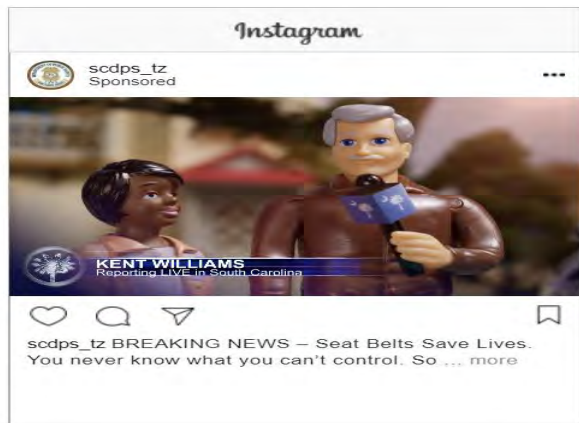 Instagram
scdps_tz
Sponsored
KENT WILLIAMS
Reporting LIVE in South Carolina
scdps_tz BREAKING NEWS – Seat Belts Save Lives.
You never know what you can't control. So ... more